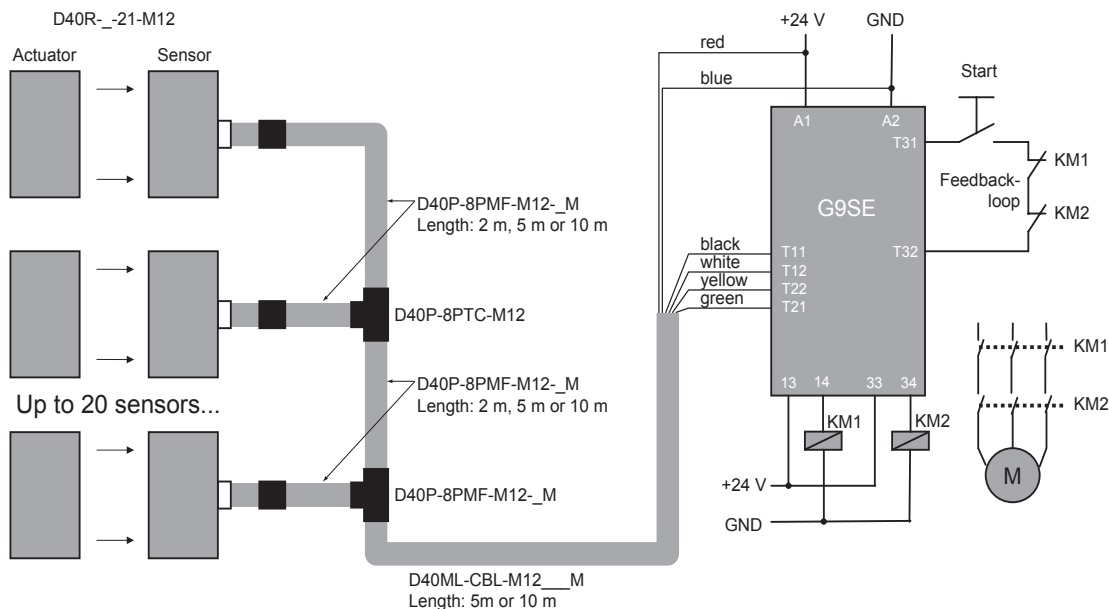 D40R-_-21-M12
Actuator
Sensor
+24 V
GND
red
blue
Start
A1
A2
T31
KM1
Feedback-
loop
KM2
G9SE
D40P-8PMF-M12-_M
Length: 2 m, 5 m or 10 m
black
white
yellow
green
T11
T12
T22
T21
T32
D40P-8PTC-M12
KM1
D40P-8PMF-M12-_M
Length: 2 m, 5 m or 10 m
13
14
33
34
KM2
Up to 20 sensors...
KM1
KM2
M
D40P-8PMF-M12-_M
+24 V
GND
D40ML-CBL-M12___M
Length: 5m or 10 m